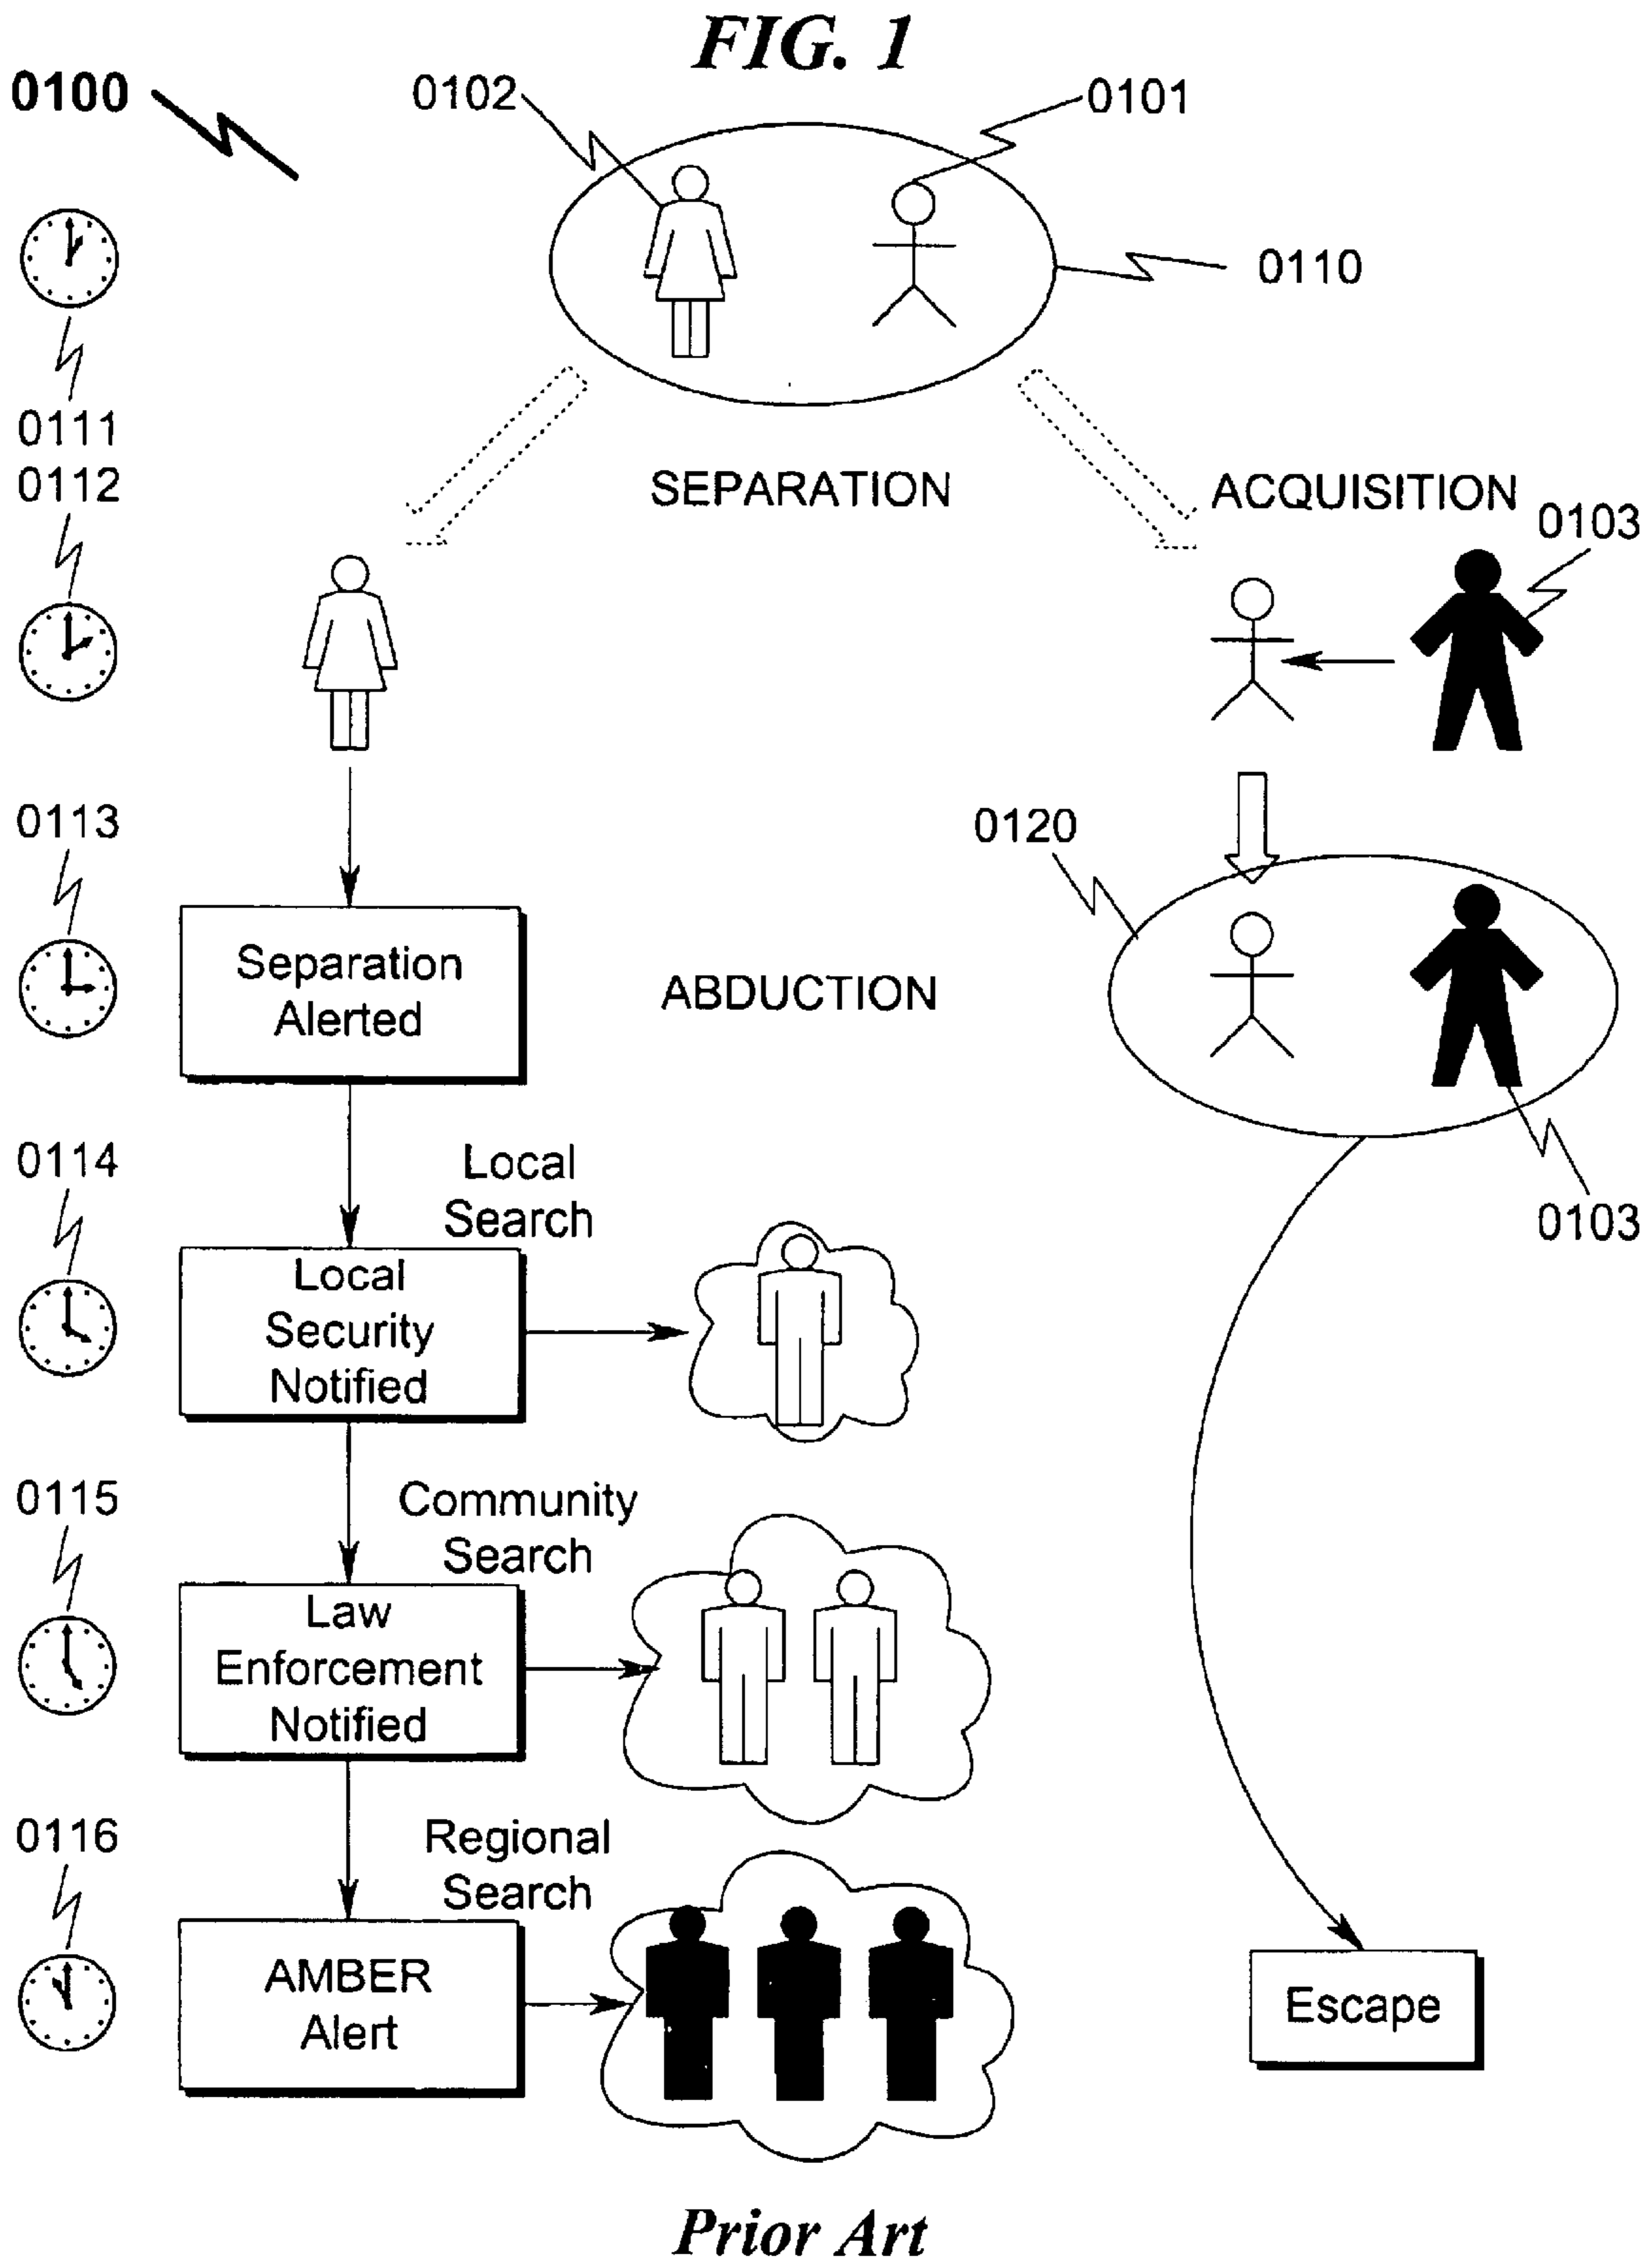 FIG. 1
0100
0102
0101
0110
0111
0112
SEPARATION
ACQUISITION
0103
0113
0120
Separation
Alerted
ABDUCTION
0114
Local
Search
0103
Local
Security
Notified
0115
Community
Search
Law
Enforcement
Notified
0116
Regional
Search
AMBER
Alert
Escape
Prior Art